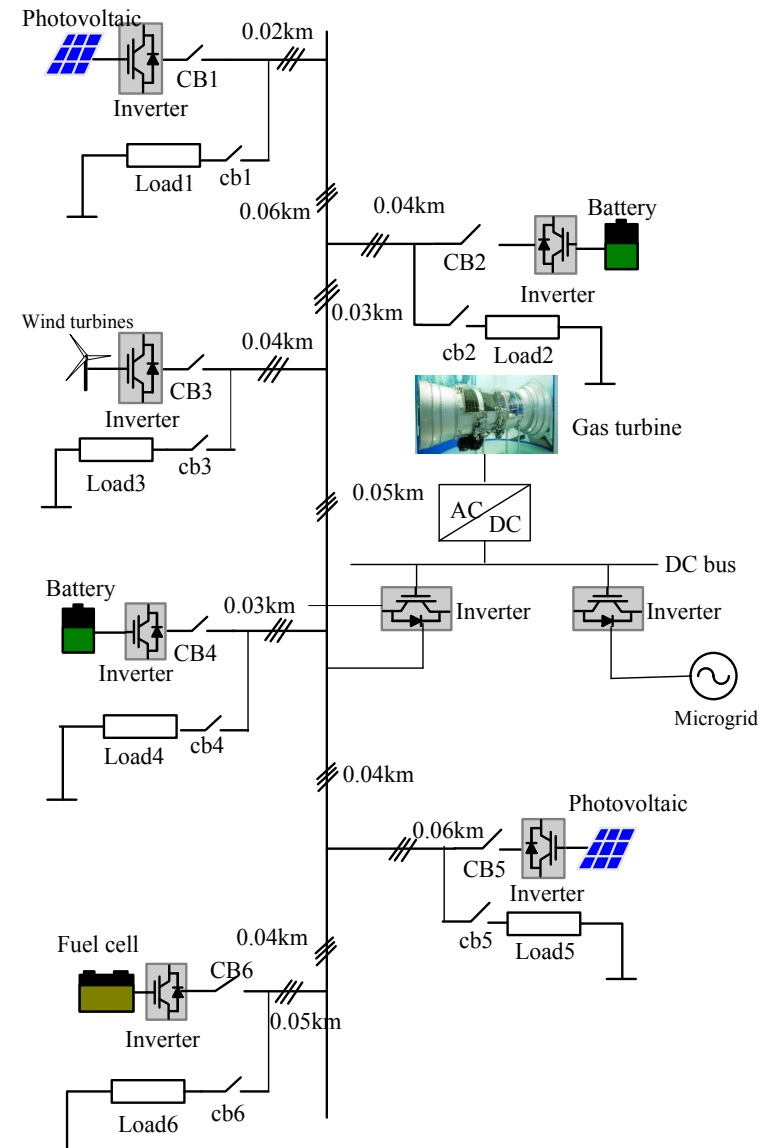 Photovoltaic
0.02km
CB1
Inverter
Load1
cb1
0.06km
0.04km
Battery
CB2
Inverter
0.03km
cb2
Load2
Wind turbines
0.04km
CB3
Inverter
cb3
Load3
Gas turbine
0.05km
AC
DC
DC bus
Battery
0.03km
Inverter
Inverter
CB4
Inverter
Load4
cb4
Microgrid
0.04km
Photovoltaic
0.06km
CB5
Inverter
cb5
Load5
Fuel cell
0.04km
CB6
0.05km
Inverter
Load6
cb6